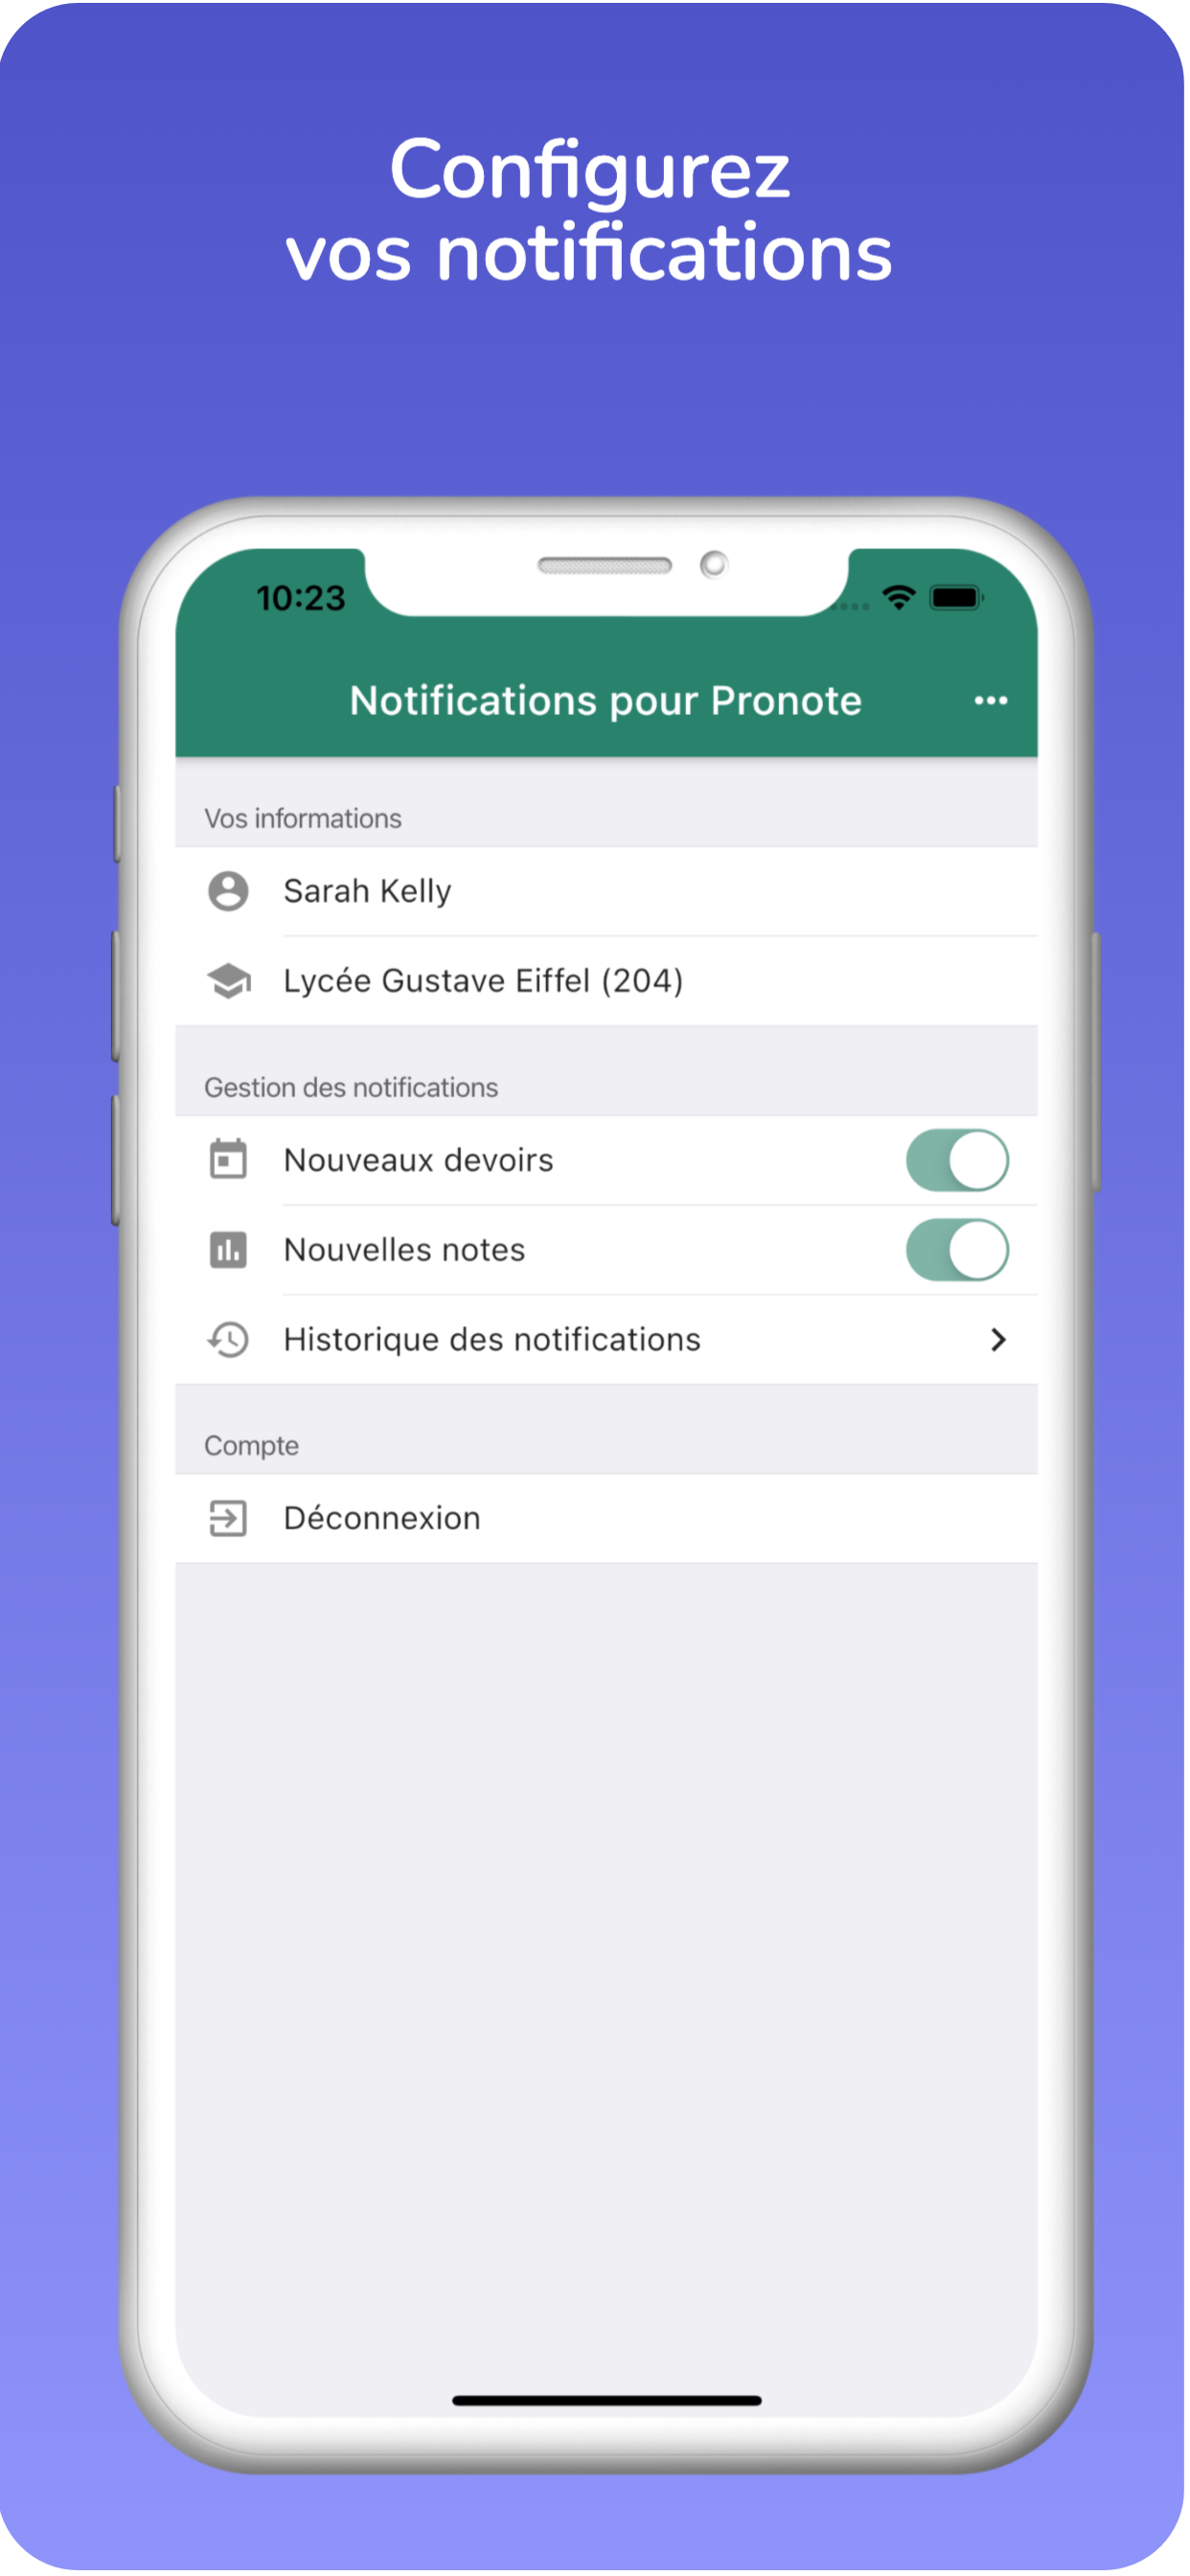 Configurez
vos notifications
10:23
Notifications pour Pronote
Vos informations
Sarah Kelly
Lycée Gustave Eiffel (204)
Gestion des notifications
Nouveaux devoirs
Nouvelles notes
Historique des notifications
Compte
Déconnexion